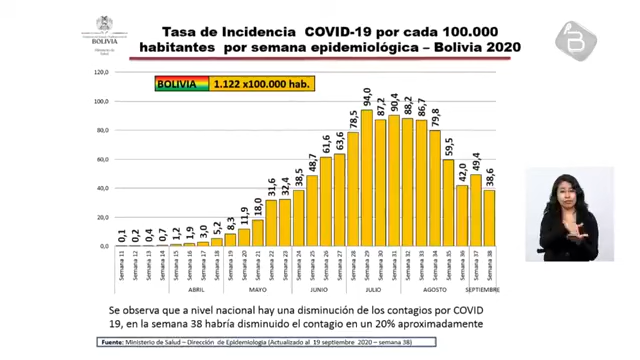 BOLIVIA
Tasa de Incidencia COVID-19 por cada 100.000
habitantes por semana epidemiológica – Bolivia 2020
B
BOLIVIA 1.122 x100.000 hab.
120,0
100,0
80,0
60,0
40,0
20,0
0,0
0,1 0,2 0,4 0,7 1,2 1,9 3,0 5,2 8,3 11,9 18,0 31,6 32,4 38,5 48,7 61,6 63,6 78,5 94,0 87,2 90,4 88,2 86,7 79,8 59,5 42,0 49,4 38,6
Semana 11 Semana 12 Semana 13 Semana 14 Semana 15 Semana 16 Semana 17 Semana 18 Semana 19 Semana 20 Semana 21 Semana 22 Semana 23 Semana 24 Semana 25 Semana 26 Semana 27 Semana 28 Semana 29 Semana 30 Semana 31 Semana 32 Semana 33 Semana 34 Semana 35 Semana 36 Semana 37 Semana 38
ABRIL MAYO JUNIO JULIO AGOSTO SEPTIEMBRE
Se observa que a nivel nacional hay una disminución de los contagios por COVID
19, en la semana 38 habría disminuido el contagio en un 20% aproximadamente
Fuente: Ministerio de Salud – Dirección de Epidemiologia (Actualizado al 19 septiembre 2020 – semana 38)